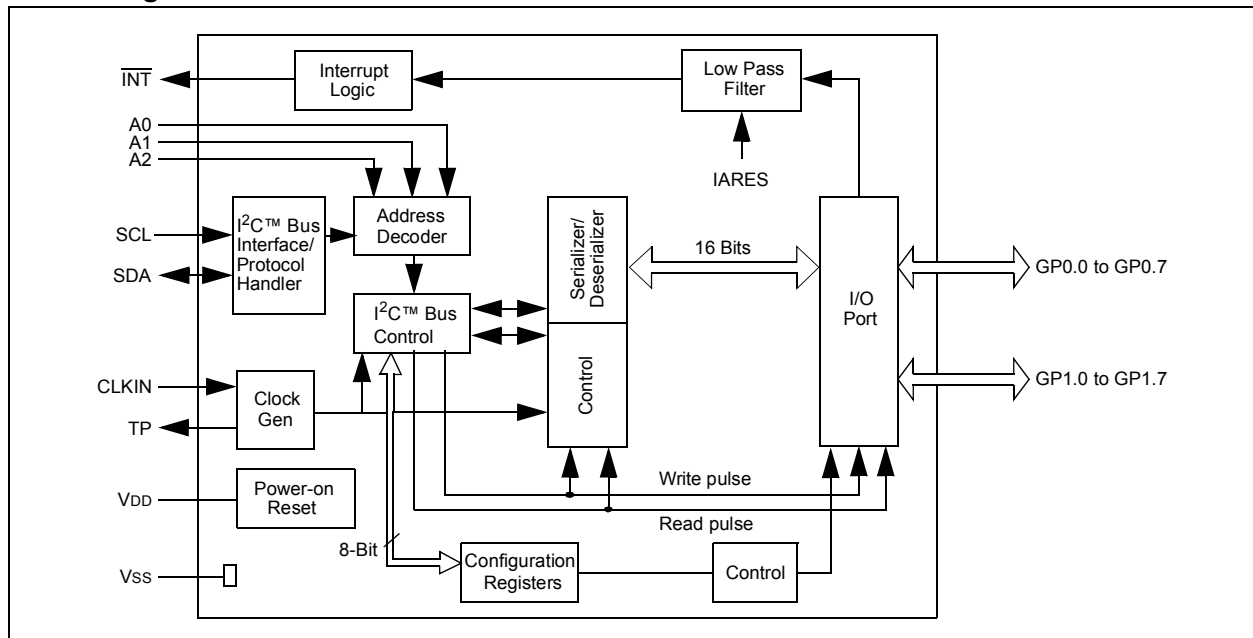 INT
Interrupt
Logic
Low Pass
Filter
A0
A1
A2
IARES
SCL
SDA
I²C™ Bus
Interface/
Protocol
Handler
Address
Decoder
I²C™ Bus
Control
Serializer/
Deserializer
Control
16 Bits
I/O
Port
GP0.0 to GP0.7
GP1.0 to GP1.7
CLKIN
TP
Clock
Gen
VDD
Power-on
Reset
VSS
Write pulse
Read pulse
8-Bit
Configuration
Registers
Control